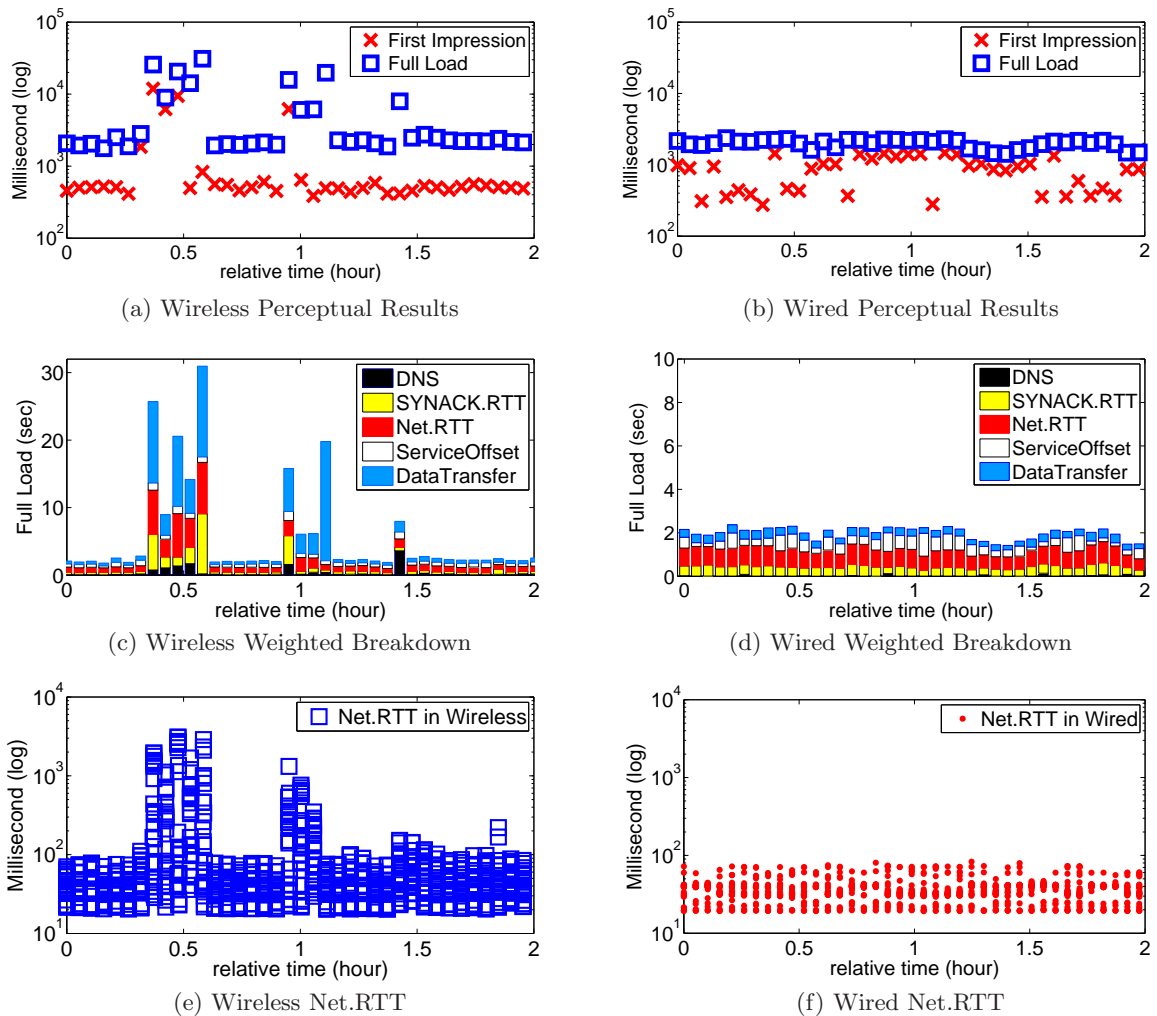 Millisecond (log)
10^5
10^4
10^3
10^2
First Impression
Full Load
0 0.5 1 1.5 2
relative time (hour)
(a) Wireless Perceptual Results
Millisecond (log)
10^5
10^4
10^3
10^2
First Impression
Full Load
0 0.5 1 1.5 2
relative time (hour)
(b) Wired Perceptual Results
Full Load (sec)
30
20
10
0
DNS
SYNACK.RTT
Net.RTT
ServiceOffset
DataTransfer
0 0.5 1 1.5 2
relative time (hour)
(c) Wireless Weighted Breakdown
Full Load (sec)
10
8
6
4
2
0
DNS
SYNACK.RTT
Net.RTT
ServiceOffset
DataTransfer
0 0.5 1 1.5 2
relative time (hour)
(d) Wired Weighted Breakdown
Millisecond (log)
10^4
10^3
10^2
10^1
Net.RTT in Wireless
0 0.5 1 1.5 2
relative time (hour)
(e) Wireless Net.RTT
Millisecond (log)
10^4
10^3
10^2
10^1
Net.RTT in Wired
0 0.5 1 1.5 2
relative time (hour)
(f) Wired Net.RTT